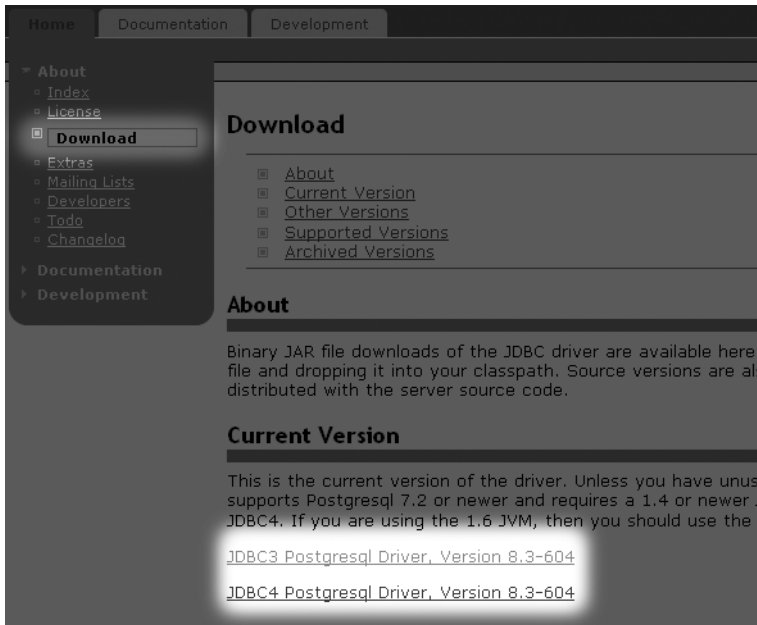 Home Documentation Development
About
Index
License
Download
Extras
Mailing Lists
Developers
Todo
Changelog
Documentation
Development
Download
About
Current Version
Other Versions
Supported Versions
Archived Versions
About
Binary JAR file downloads of the JDBC driver are available here
file and dropping it into your classpath. Source versions are al
distributed with the server source code.
Current Version
This is the current version of the driver. Unless you have unus
supports Postgresql 7.2 or newer and requires a 1.4 or newer
JDBC4. If you are using the 1.6 JVM, then you should use the
JDBC3 Postgresql Driver, Version 8.3-604
JDBC4 Postgresql Driver, Version 8.3-604